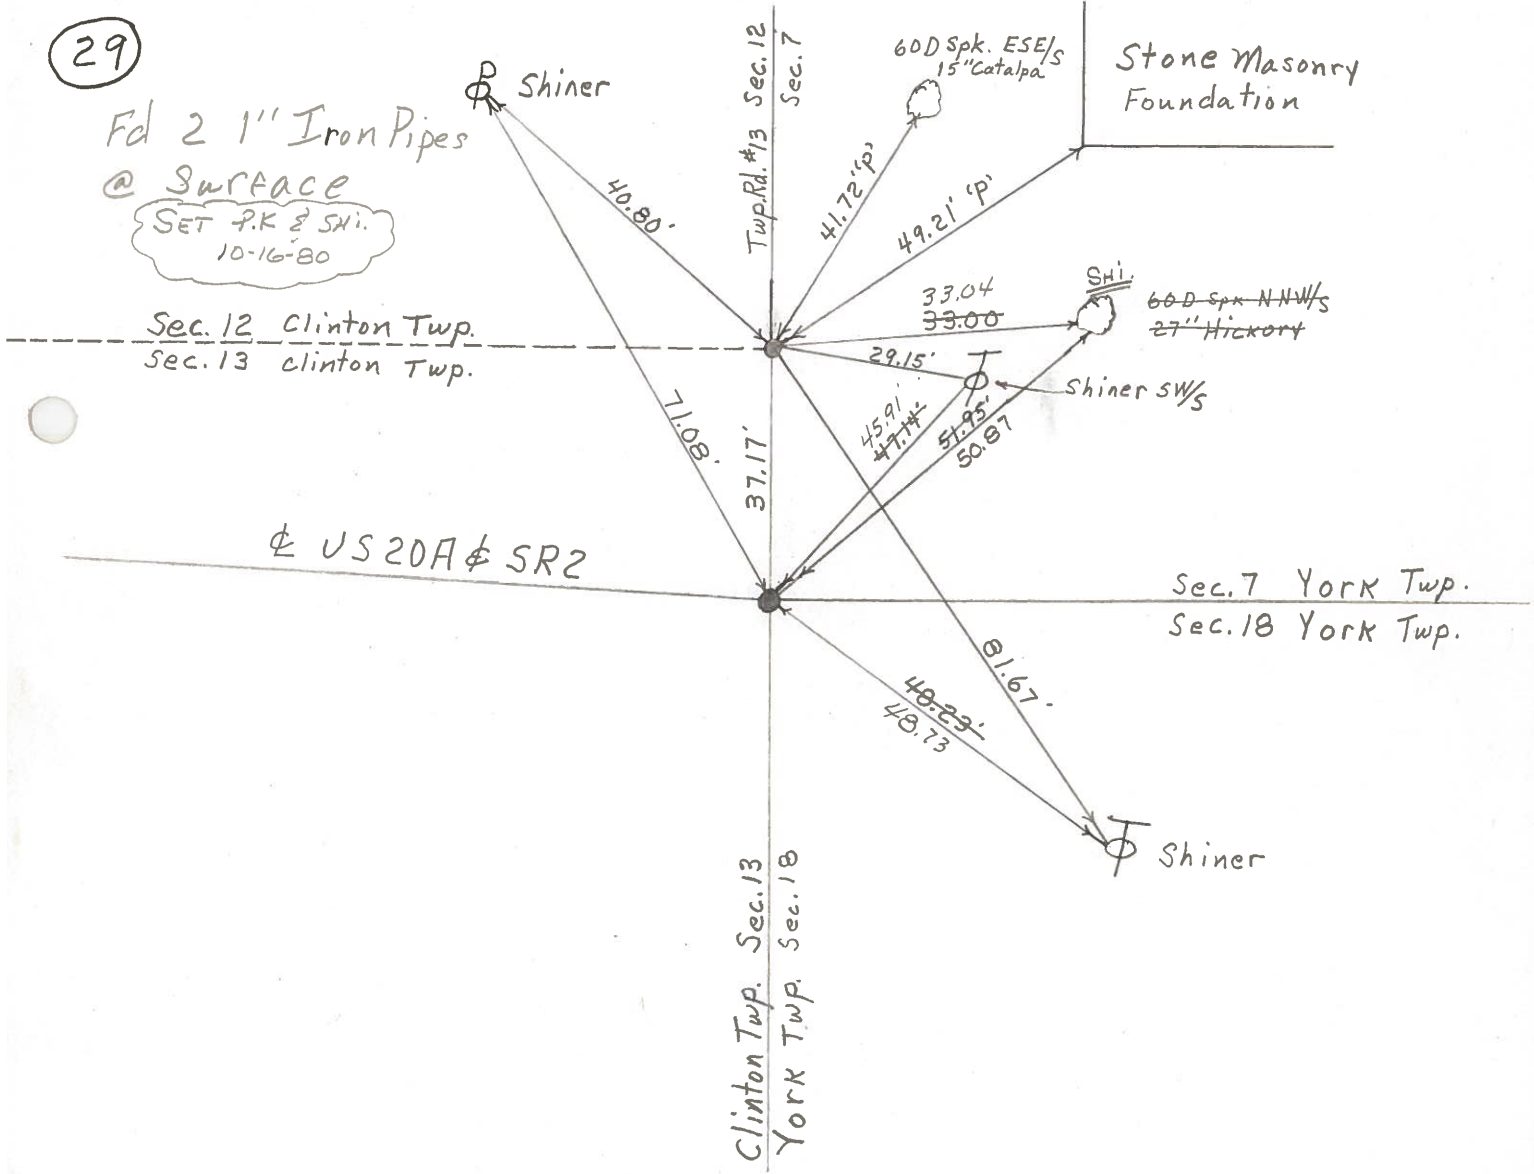 29
Fd 2 1" Iron Pipes
@ Surface
SET P.K & SHi.
10-16-80
Shiner
40.80'
71.08'
Twp. Rd. #13 Sec. 12
Sec. 7
60D Spk. ESE/S
15" Catalpa
41.72' 'p'
49.21' 'p'
Stone Masonry
Foundation
SHi.
60D Spk NNW/S
27" Hickory
33.04
33.00
29.15'
Shiner SW/S
Sec. 12 Clinton Twp.
Sec. 13 Clinton Twp.
45.91'
47.14'
51.95'
50.87
37.17'
℄ US20A & SR2
Sec. 7 York Twp.
Sec. 18 York Twp.
81.67'
48.23'
48.73
Shiner
Clinton Twp. Sec. 13
York Twp. Sec. 18